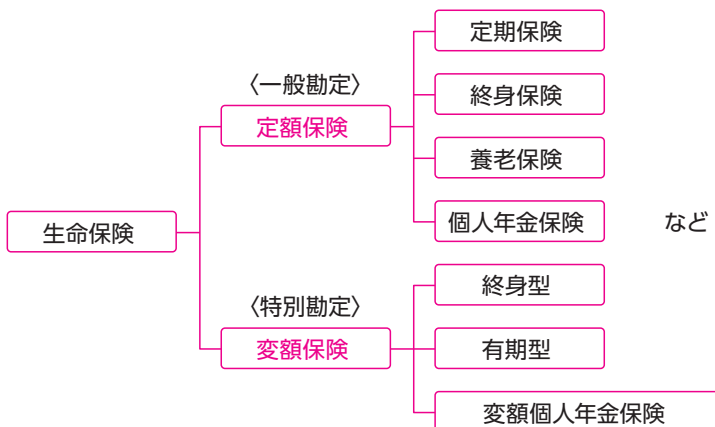 生命保険
〈一般勘定〉
定額保険
定期保険
終身保険
養老保険
個人年金保険
など
〈特別勘定〉
変額保険
終身型
有期型
変額個人年金保険